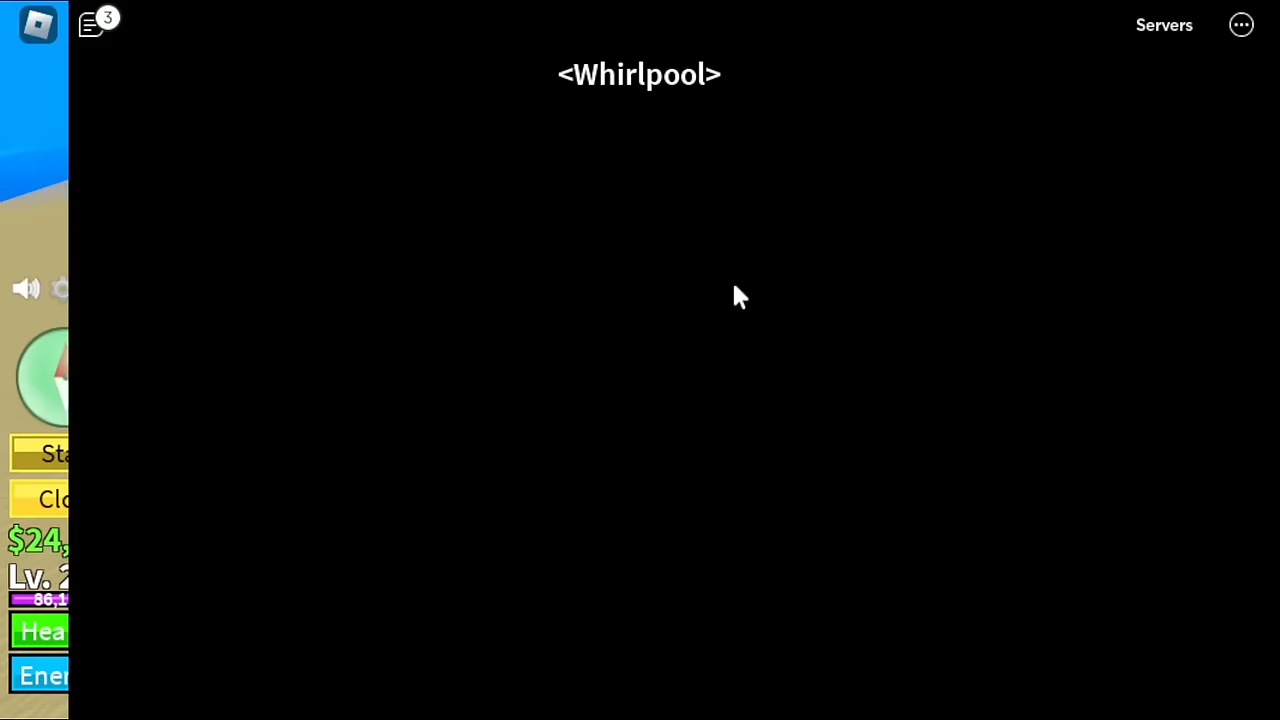 3
Servers
<Whirlpool>
Sta
Clo
$24,
Lv. 2
86,1
Hea
Ener